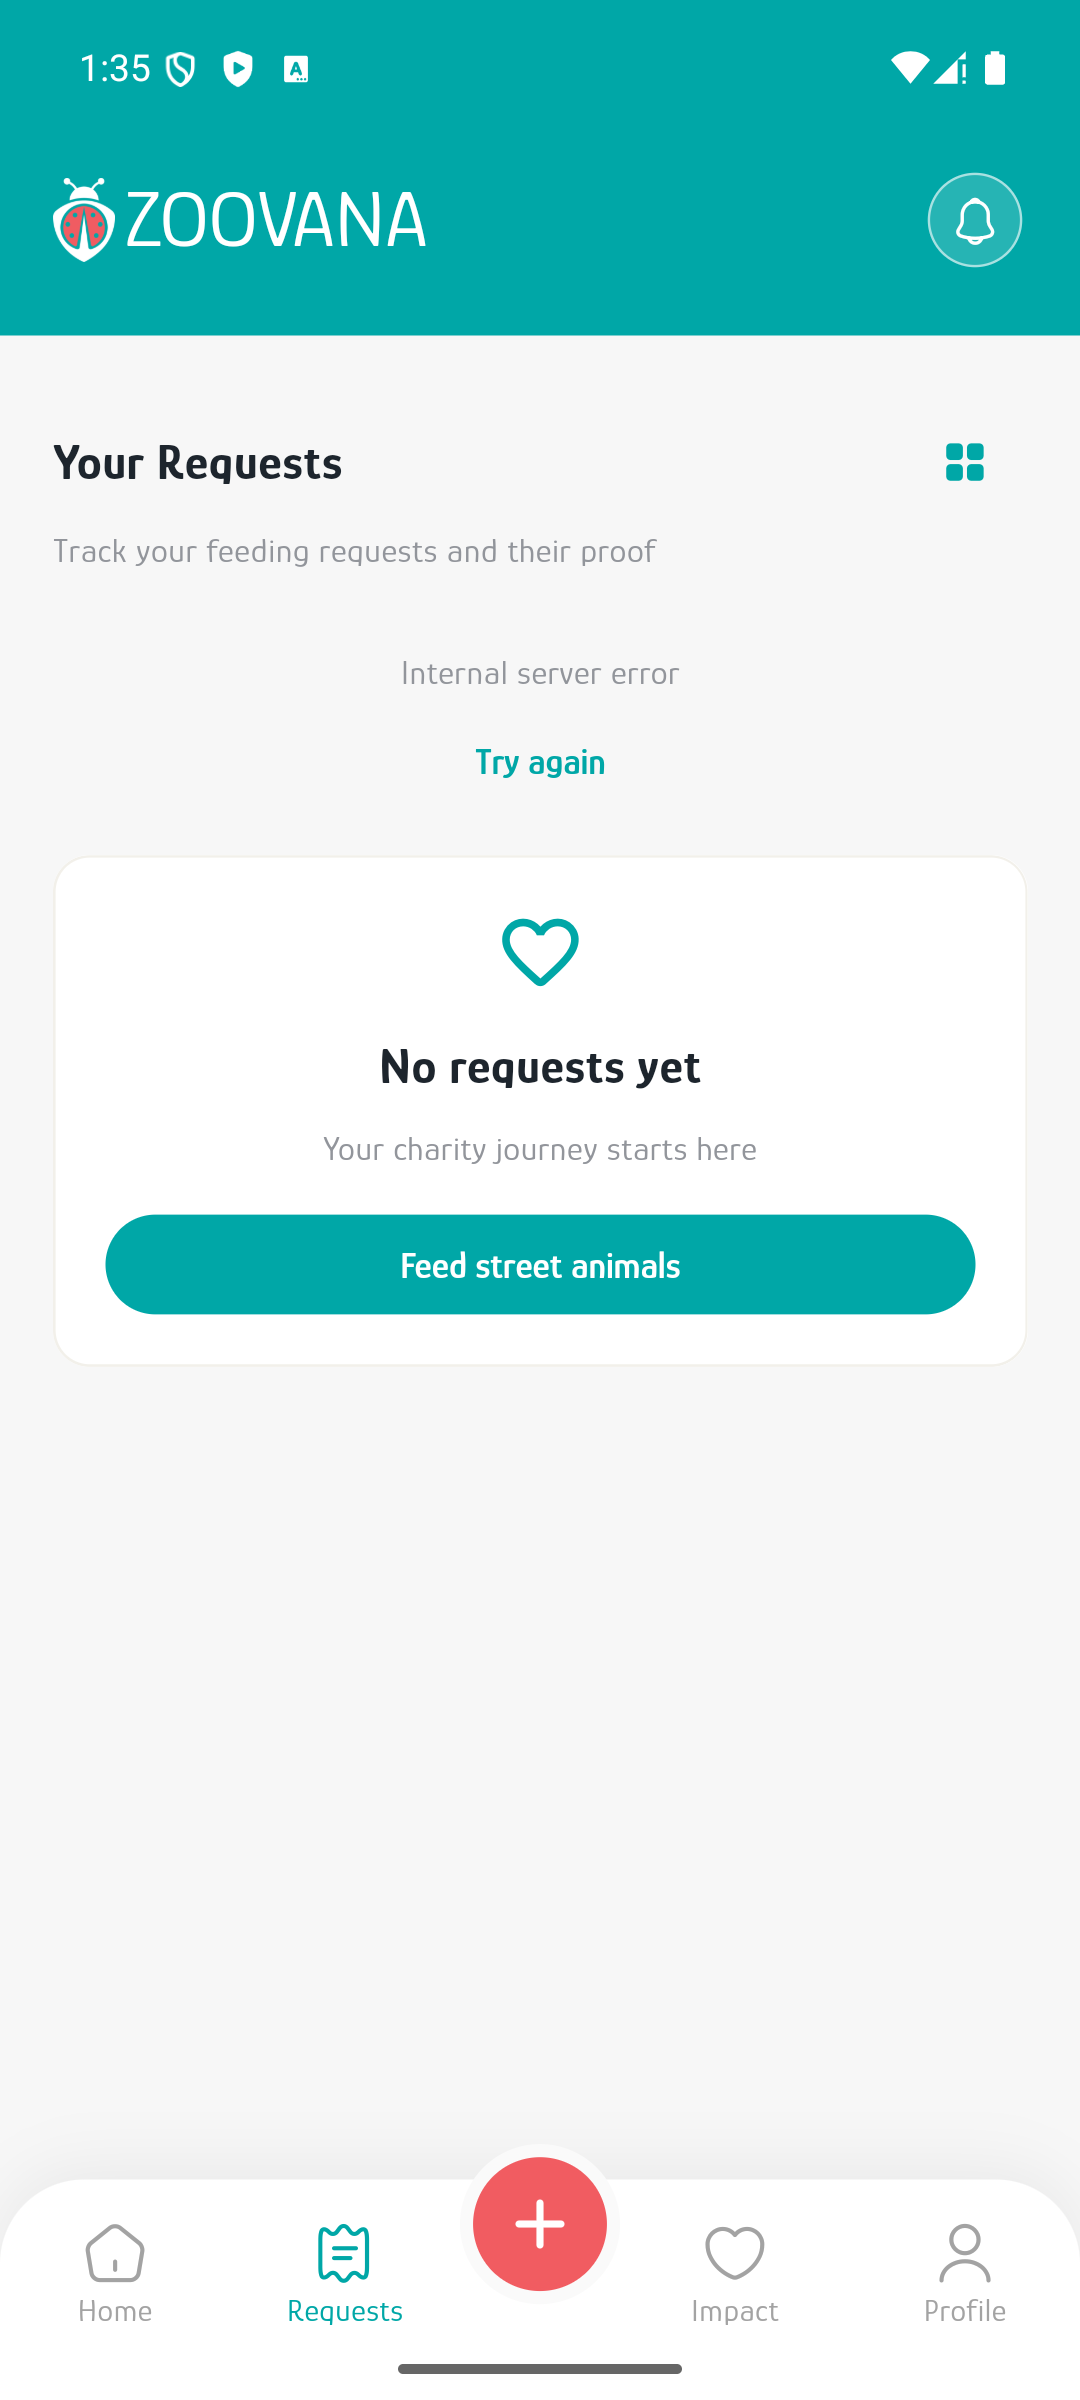 1:35
ZOOVANA
Your Requests
Track your feeding requests and their proof
Internal server error
Try again
No requests yet
Your charity journey starts here
Feed street animals
Home
Requests
Impact
Profile